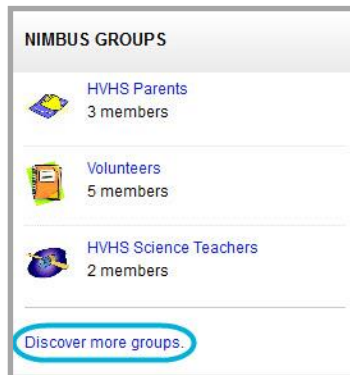 NIMBUS GROUPS
HVHS Parents
3 members
Volunteers
5 members
HVHS Science Teachers
2 members
Discover more groups.